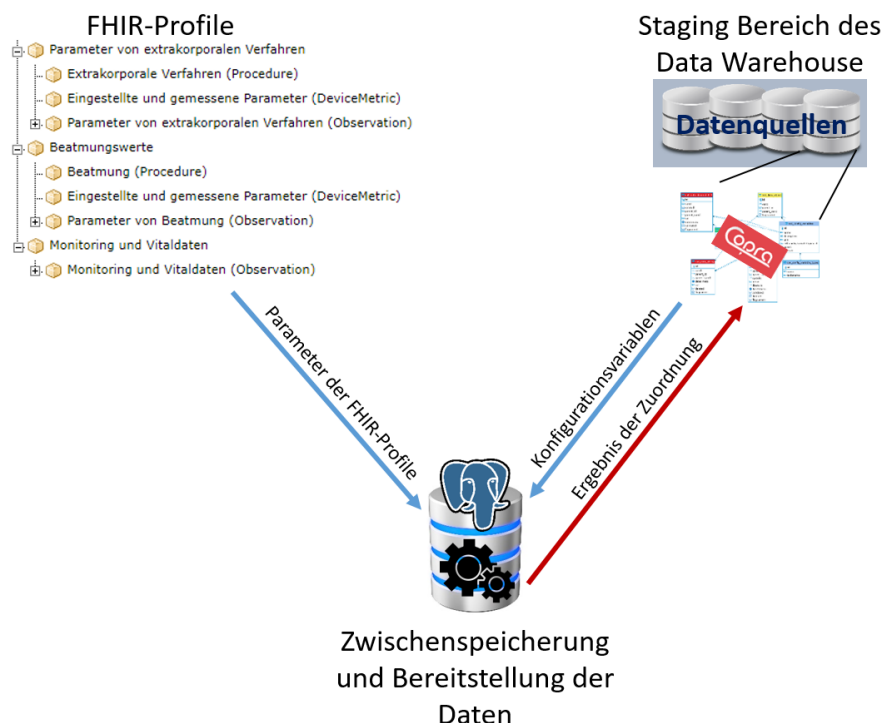 FHIR-Profile
Parameter von extrakorporalen Verfahren
Extrakorporale Verfahren (Procedure)
Eingestellte und gemessene Parameter (DeviceMetric)
Parameter von extrakorporalen Verfahren (Observation)
Beatmungswerte
Beatmung (Procedure)
Eingestellte und gemessene Parameter (DeviceMetric)
Parameter von Beatmung (Observation)
Monitoring und Vitaldaten
Monitoring und Vitaldaten (Observation)
Staging Bereich des
Data Warehouse
Datenquellen
Copra
Parameter der FHIR-Profile
Konfigurationsvariablen
Ergebnis der Zuordnung
Zwischenspeicherung
und Bereitstellung der
Daten